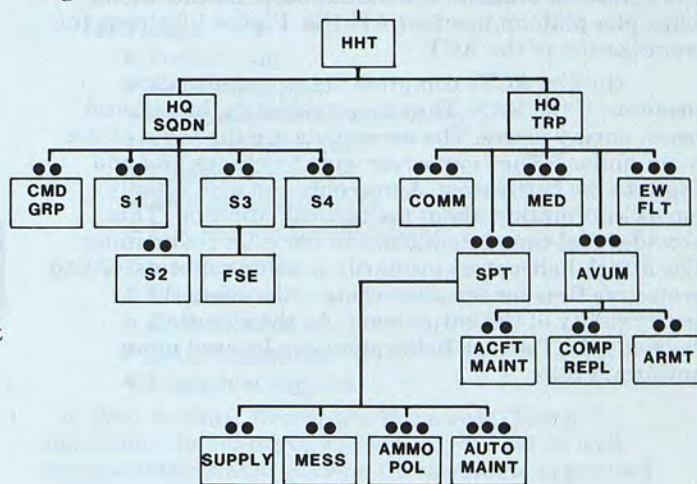 HHT
HQ
SQDN
HQ
TRP
CMD
GRP
S1
S3
S4
COMM
MED
EW
FLT
S2
FSE
SPT
AVUM
ACFT
MAINT
COMP
REPL
ARMT
SUPPLY
MESS
AMMO
POL
AUTO
MAINT